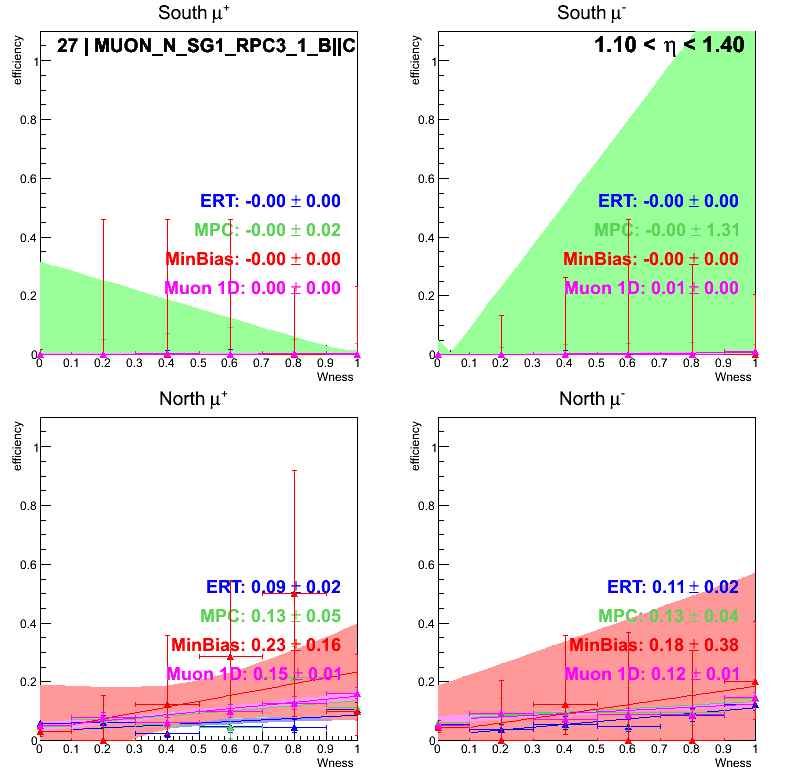 South μ+
efficiency
27 | MUON_N_SG1_RPC3_1_B||C
1
0.8
0.6
0.4
0.2
0
ERT: -0.00 ± 0.00
MPC: -0.00 ± 0.02
MinBias: -0.00 ± 0.00
Muon 1D: 0.00 ± 0.00
0 0.1 0.2 0.3 0.4 0.5 0.6 0.7 0.8 0.9 1
Wness
South μ-
efficiency
1.10 < η < 1.40
1
0.8
0.6
0.4
0.2
0
ERT: -0.00 ± 0.00
MPC: -0.00 ± 1.31
MinBias: -0.00 ± 0.00
Muon 1D: 0.01 ± 0.00
0 0.1 0.2 0.3 0.4 0.5 0.6 0.7 0.8 0.9 1
Wness
North μ+
efficiency
1
0.8
0.6
0.4
0.2
0
ERT: 0.09 ± 0.02
MPC: 0.13 ± 0.05
MinBias: 0.23 ± 0.16
Muon 1D: 0.15 ± 0.01
0 0.1 0.2 0.3 0.4 0.5 0.6 0.7 0.8 0.9 1
Wness
North μ-
efficiency
1
0.8
0.6
0.4
0.2
0
ERT: 0.11 ± 0.02
MPC: 0.13 ± 0.04
MinBias: 0.18 ± 0.38
Muon 1D: 0.12 ± 0.01
0 0.1 0.2 0.3 0.4 0.5 0.6 0.7 0.8 0.9 1
Wness